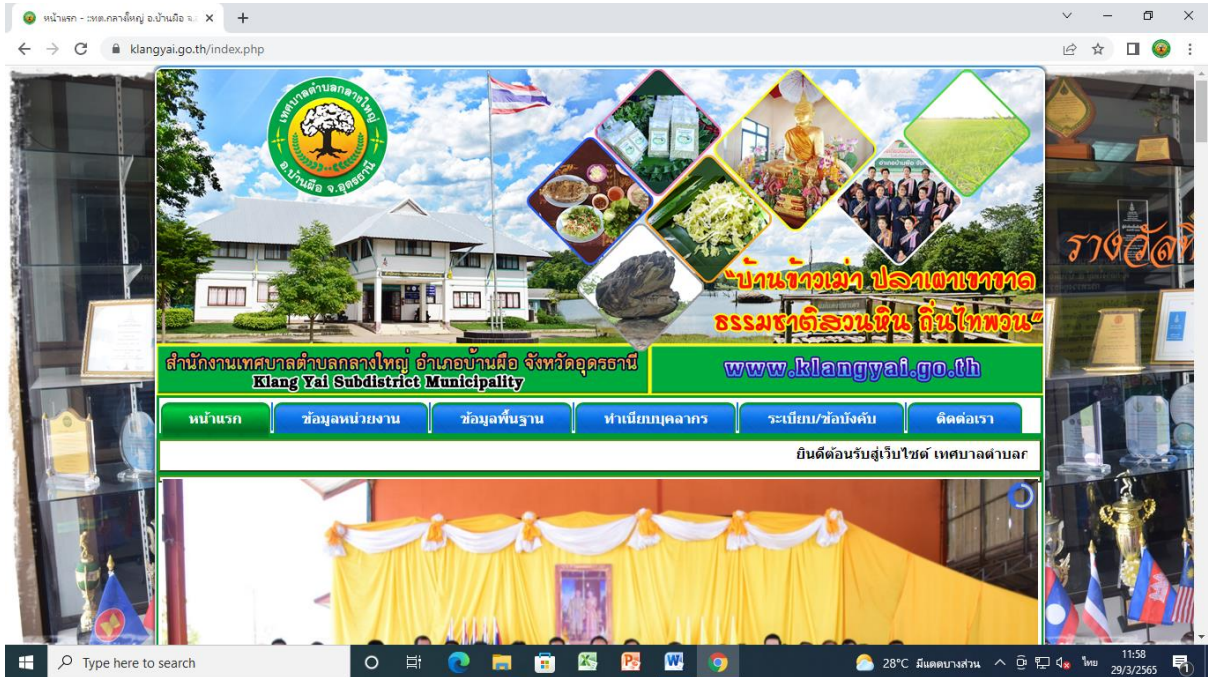 หน้าแรก - ::ทต.กลางใหญ่ อ.บ้านผือ จ.
klangyai.go.th/index.php
เทศบาลตำบลกลางใหญ่
อ.บ้านผือ จ.อุดรธานี
"บ้านข้าวเม่า ปลาเผาเขาขาด
ธรรมชาติสวนหิน ถิ่นไทพวน"
สำนักงานเทศบาลตำบลกลางใหญ่ อำเภอบ้านผือ จังหวัดอุดรธานี
Klang Yai Subdistrict Municipality
www.klangyai.go.th
หน้าแรก ข้อมูลหน่วยงาน ข้อมูลพื้นฐาน ทำเนียบบุคลากร ระเบียบ/ข้อบังคับ ติดต่อเรา
ยินดีต้อนรับสู่เว็บไซต์ เทศบาลตำบลก
Type here to search
28°C มีแดดบางส่วน
ไทย
11:58
29/3/2565
1